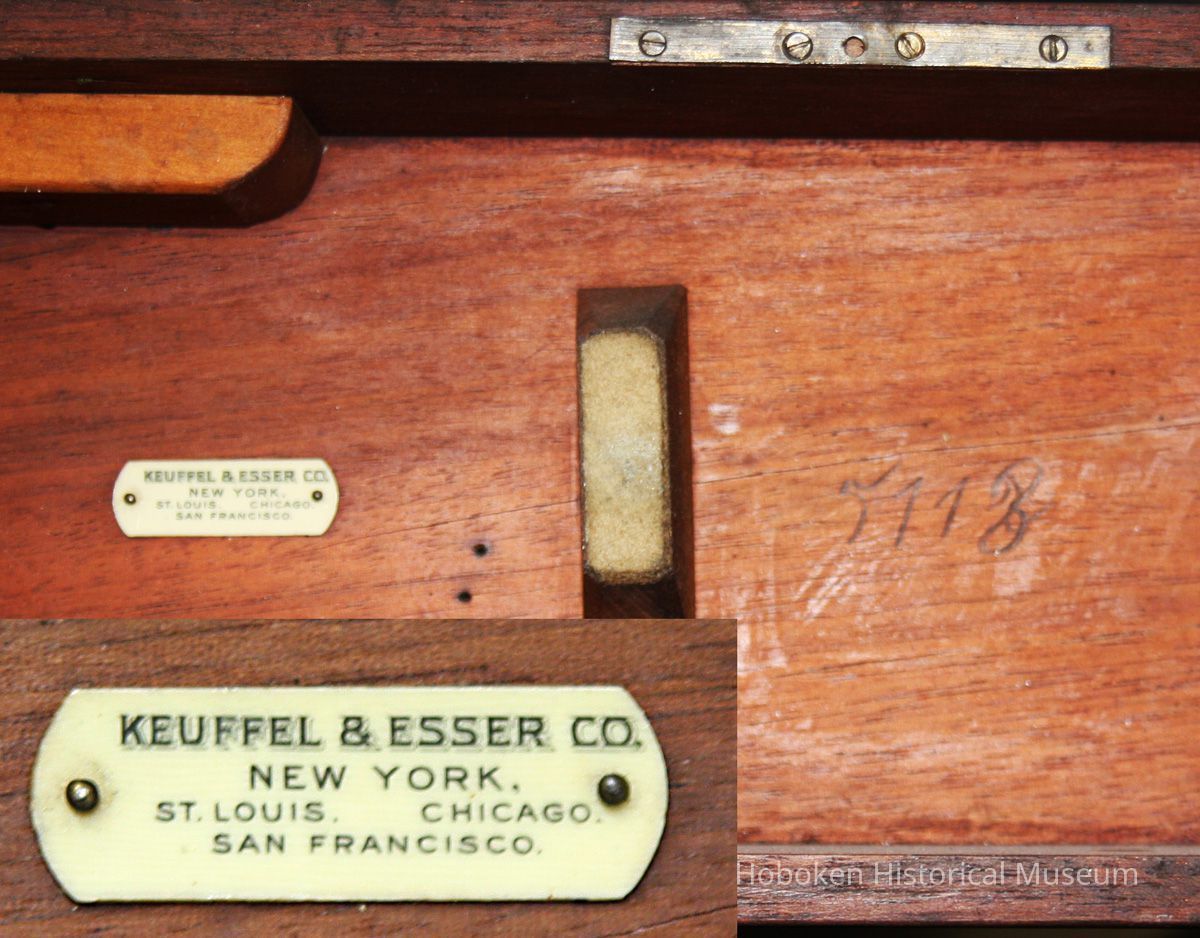 KEUFFEL & ESSER CO.
NEW YORK.
ST. LOUIS. CHICAGO.
SAN FRANCISCO.
7118
KEUFFEL & ESSER CO.
NEW YORK.
ST. LOUIS. CHICAGO.
SAN FRANCISCO.
Hoboken Historical Museum